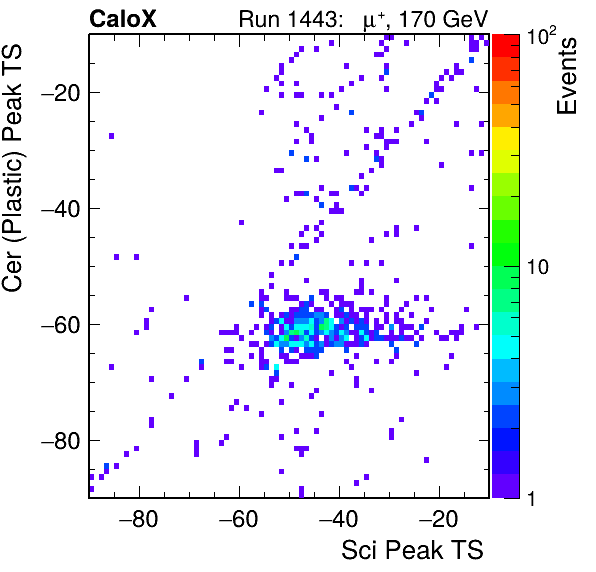 CaloX Run 1443: μ⁺, 170 GeV
Cer (Plastic) Peak TS
−20
−40
−60
−80
−80 −60 −40 −20
Sci Peak TS
10²
10
1
Events